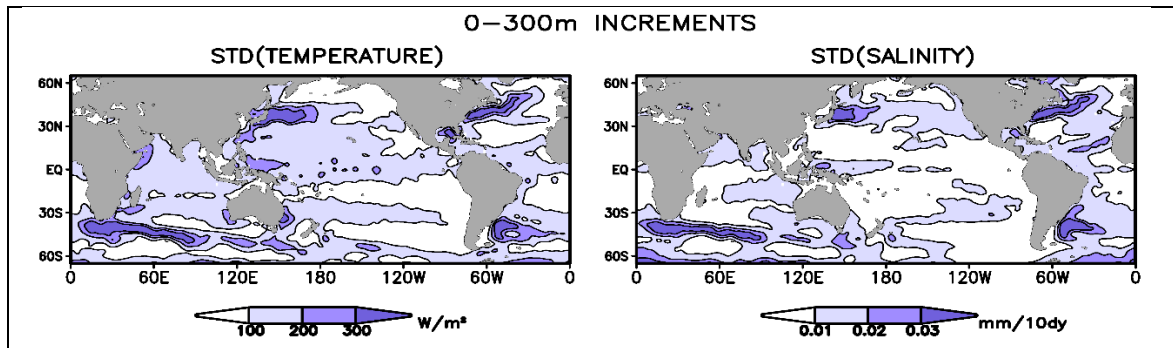 0–300m INCREMENTS
STD(TEMPERATURE)
STD(SALINITY)
60N
30N
EQ
30S
60S
0 60E 120E 180 120W 60W 0
60N
30N
EQ
30S
60S
0 60E 120E 180 120W 60W 0
100 200 300 W/m²
0.01 0.02 0.03 mm/10dy